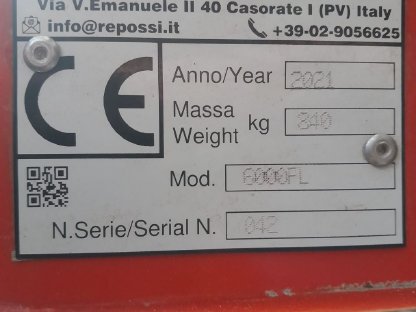 Via V.Emanuele II 40 Casorate I (PV) Italy
info@repossi.it +39-02-9056625
CE
Anno/Year 2021
Massa
Weight kg 340
Mod. 6000FL
N.Serie/Serial N. 042